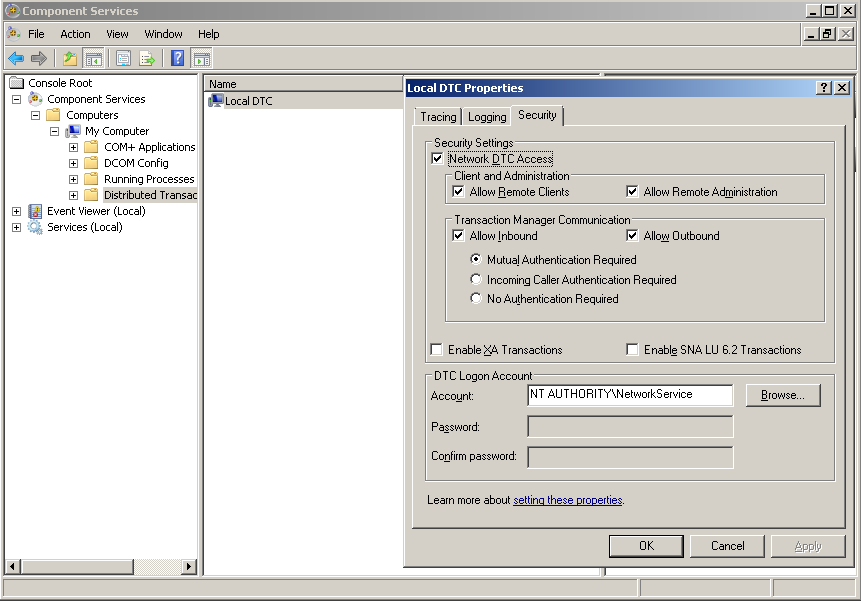 Component Services
File Action View Window Help
Console Root
Component Services
Computers
My Computer
COM+ Applications
DCOM Config
Running Processes
Distributed Transac
Event Viewer (Local)
Services (Local)
Name
Local DTC
Local DTC Properties
Tracing Logging Security
Security Settings
Network DTC Access
Client and Administration
Allow Remote Clients Allow Remote Administration
Transaction Manager Communication
Allow Inbound Allow Outbound
Mutual Authentication Required
Incoming Caller Authentication Required
No Authentication Required
Enable XA Transactions Enable SNA LU 6.2 Transactions
DTC Logon Account
Account: NT AUTHORITY\NetworkService Browse...
Password:
Confirm password:
Learn more about setting these properties.
OK Cancel Apply